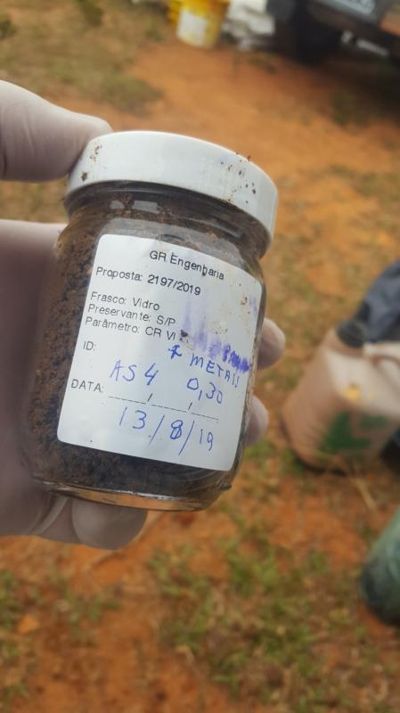 GR Engenharia
Proposta: 2197/2019
Frasco: Vidro
Preservante: S/P
Parâmetro: CR VI
+ METAIS
ID: AS4 0,30
DATA:
13/8/19